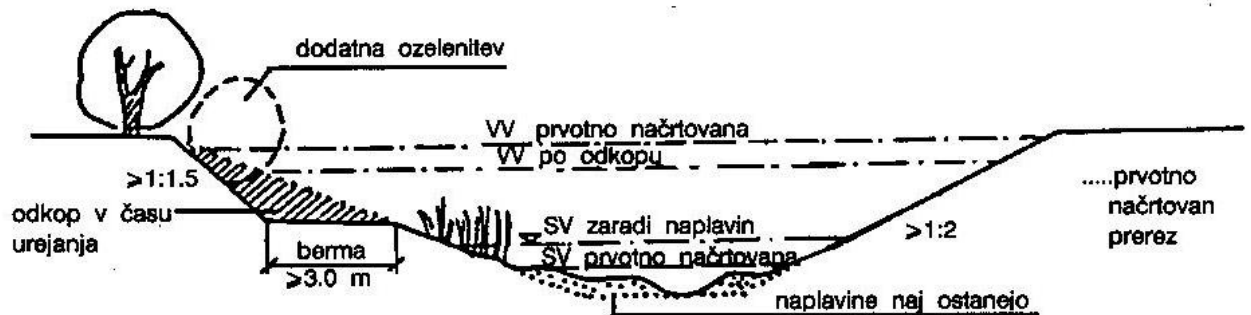 dodatna ozelenitev
VV prvotno načrtovana
VV po odkopu
≥1:1.5
odkop v času
urejanja
berma
≥3.0 m
SV zaradi naplavin
SV prvotno načrtovana
≥1:2
.....prvotno
načrtovan
prerez
naplavine naj ostanejo